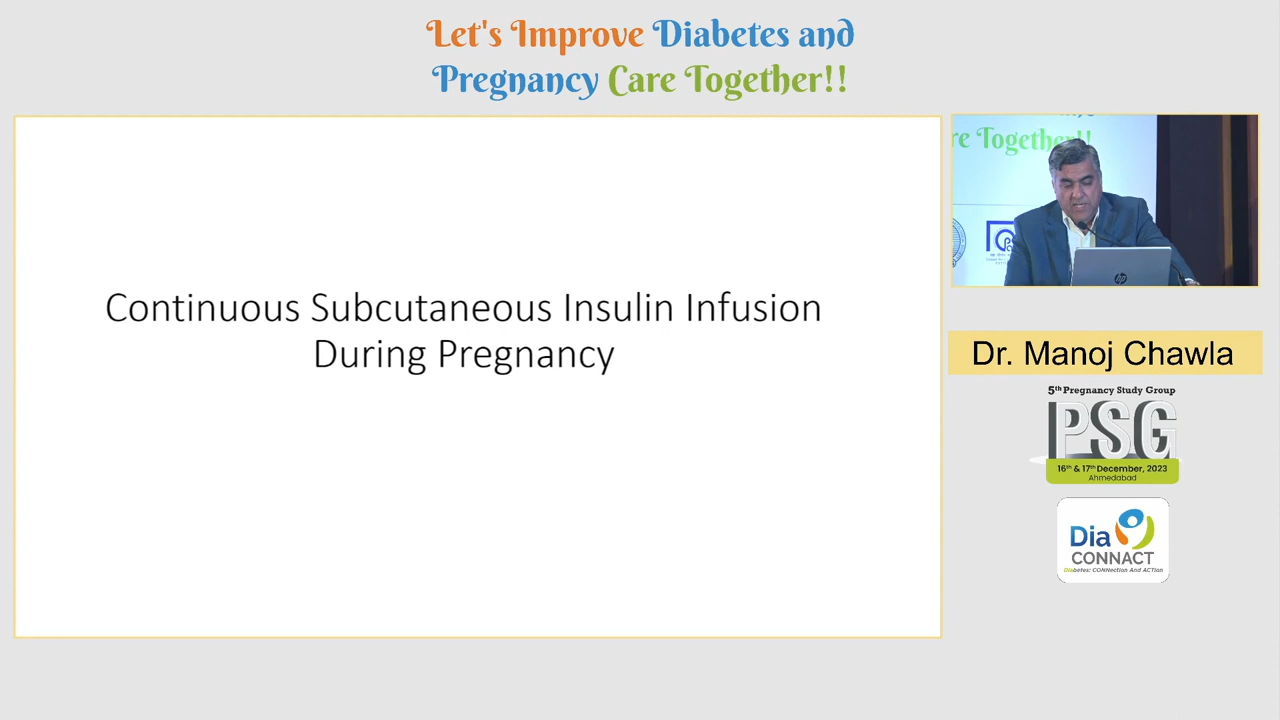 Let's Improve Diabetes and
Pregnancy Care Together!!
Continuous Subcutaneous Insulin Infusion
During Pregnancy
re Together!!
hp
Dr. Manoj Chawla
5th Pregnancy Study Group
PSG
16th & 17th December, 2023
Ahmedabad
Dia
CONNACT
Diabetes: CONNection And ACTion